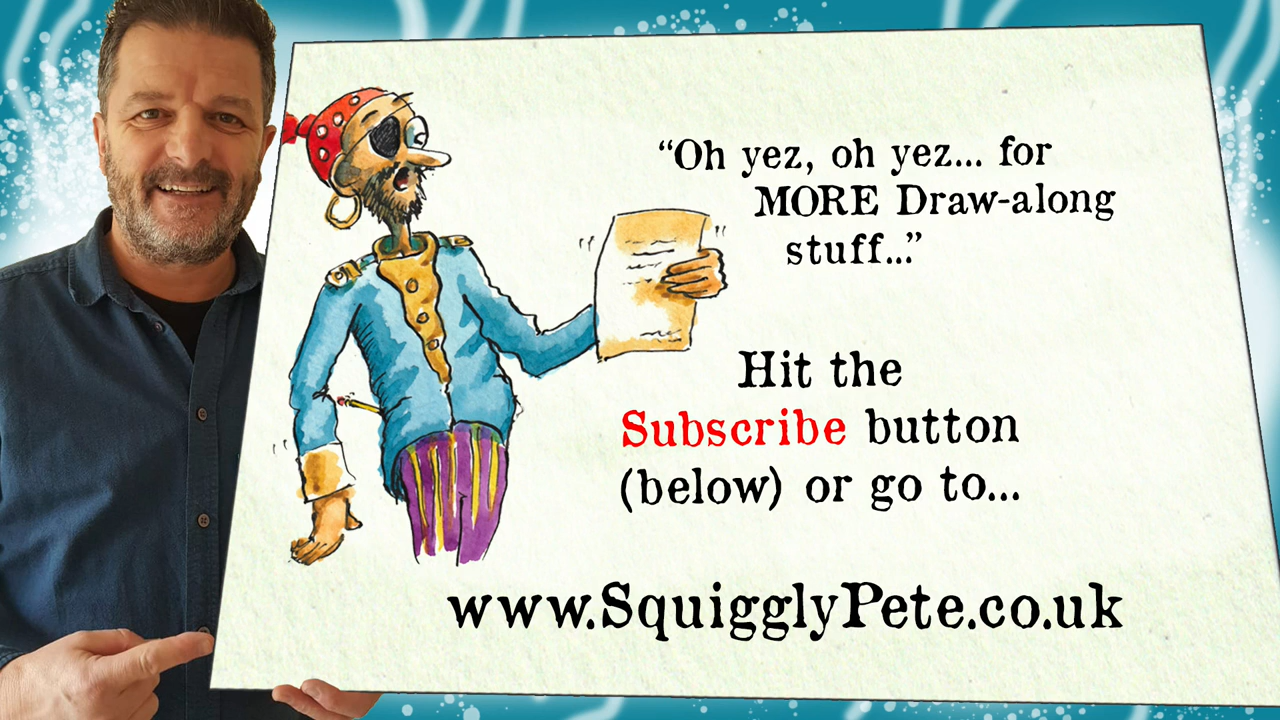 “Oh yez, oh yez... for
MORE Draw-along
stuff...”
Hit the
Subscribe button
(below) or go to...
www.SquigglyPete.co.uk